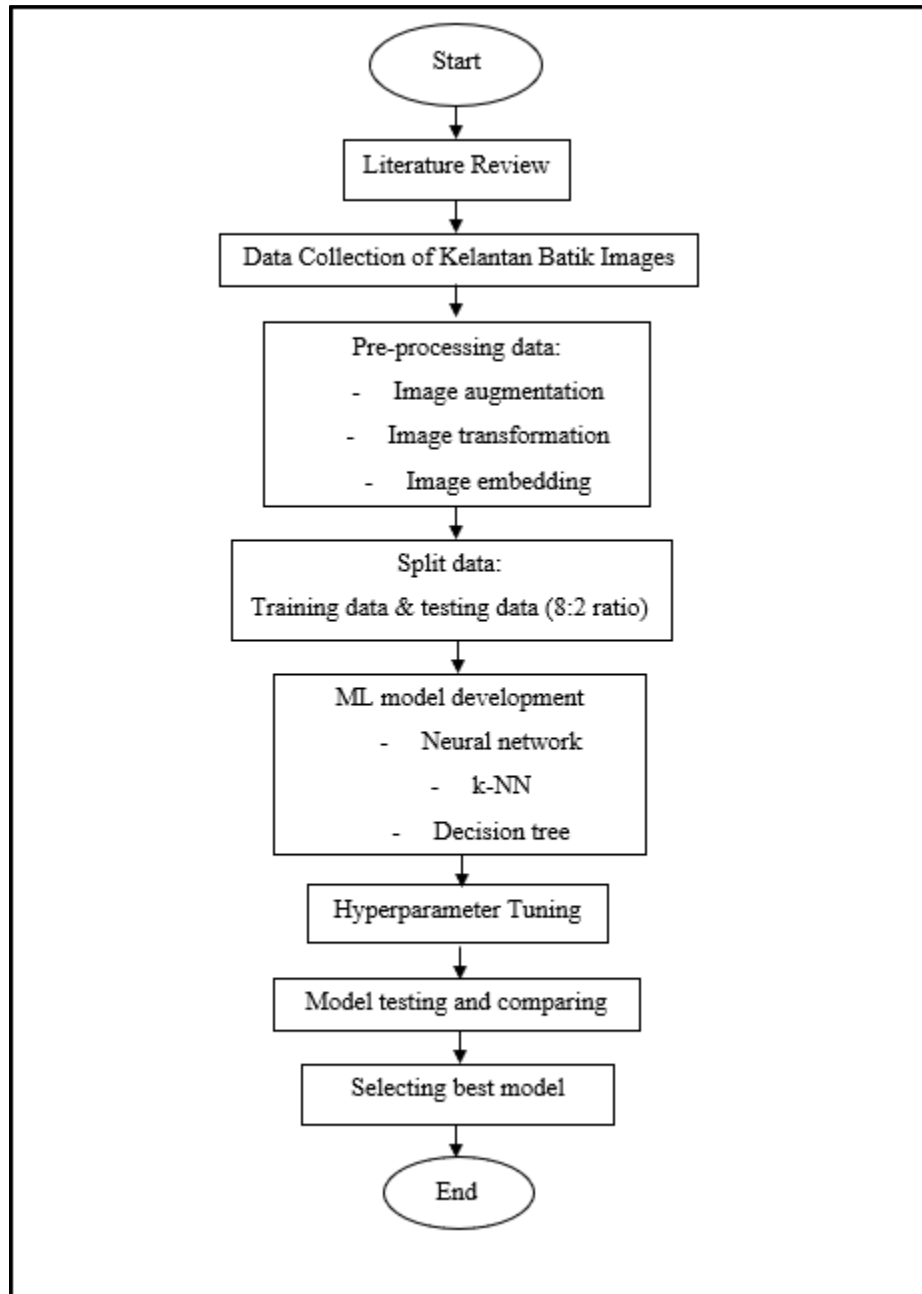 Start
Literature Review
Data Collection of Kelantan Batik Images
Pre-processing data:
- Image augmentation
- Image transformation
- Image embedding
Split data:
Training data & testing data (8:2 ratio)
ML model development
- Neural network
- k-NN
- Decision tree
Hyperparameter Tuning
Model testing and comparing
Selecting best model
End